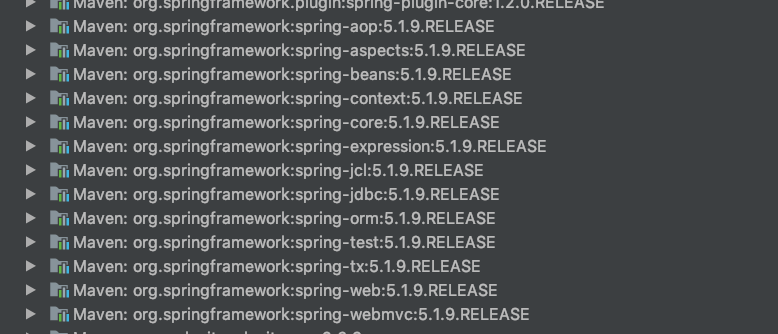 Maven: org.springframework.plugin:spring-plugin-core:1.2.0.RELEASE
Maven: org.springframework:spring-aop:5.1.9.RELEASE
Maven: org.springframework:spring-aspects:5.1.9.RELEASE
Maven: org.springframework:spring-beans:5.1.9.RELEASE
Maven: org.springframework:spring-context:5.1.9.RELEASE
Maven: org.springframework:spring-core:5.1.9.RELEASE
Maven: org.springframework:spring-expression:5.1.9.RELEASE
Maven: org.springframework:spring-jcl:5.1.9.RELEASE
Maven: org.springframework:spring-jdbc:5.1.9.RELEASE
Maven: org.springframework:spring-orm:5.1.9.RELEASE
Maven: org.springframework:spring-test:5.1.9.RELEASE
Maven: org.springframework:spring-tx:5.1.9.RELEASE
Maven: org.springframework:spring-web:5.1.9.RELEASE
Maven: org.springframework:spring-webmvc:5.1.9.RELEASE